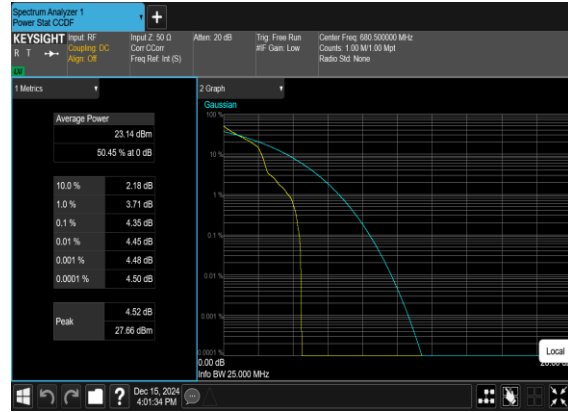 Spectrum Analyzer 1
Power Stat CCDF
KEYSIGHT
R T
LXI
Input: RF
Coupling: DC
Align: Off
Input Z: 50 Ω
Corr CCorr
Freq Ref: Int (S)
Atten: 20 dB
Trig: Free Run
#IF Gain: Low
Center Freq: 680.500000 MHz
Counts: 1.00 M/1.00 Mpt
Radio Std: None
1 Metrics
Average Power
23.14 dBm
50.45 % at 0 dB
10.0 % 2.18 dB
1.0 % 3.71 dB
0.1 % 4.35 dB
0.01 % 4.45 dB
0.001 % 4.48 dB
0.0001 % 4.50 dB
Peak 4.52 dB
27.66 dBm
2 Graph
Gaussian
100 %
10 %
1 %
0.1 %
0.01 %
0.001 %
0.0001 %
0.00 dB
Info BW 25.000 MHz
Local
Dec 15, 2024
4:01:34 PM